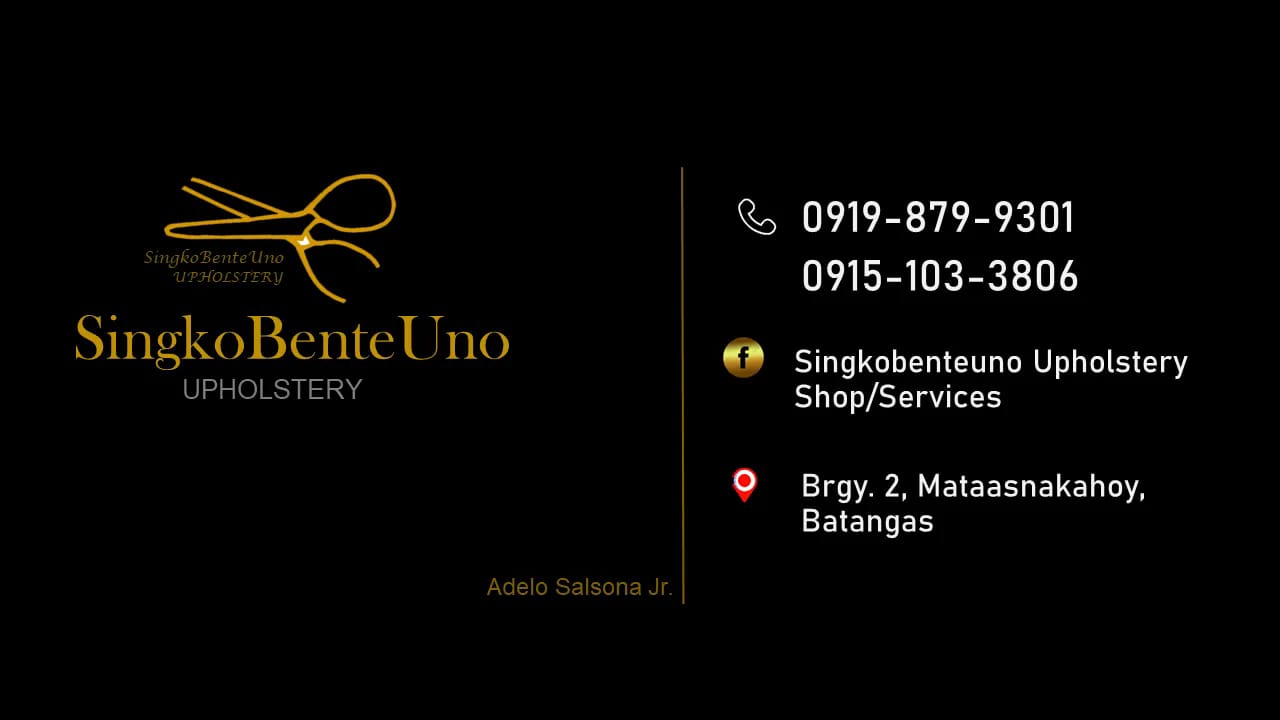 SingkoBenteUno
UPHOLSTERY
SingkoBenteUno
UPHOLSTERY
Adelo Salsona Jr.
0919-879-9301
0915-103-3806
f
Singkobenteuno Upholstery
Shop/Services
Brgy. 2, Mataasnakahoy,
Batangas